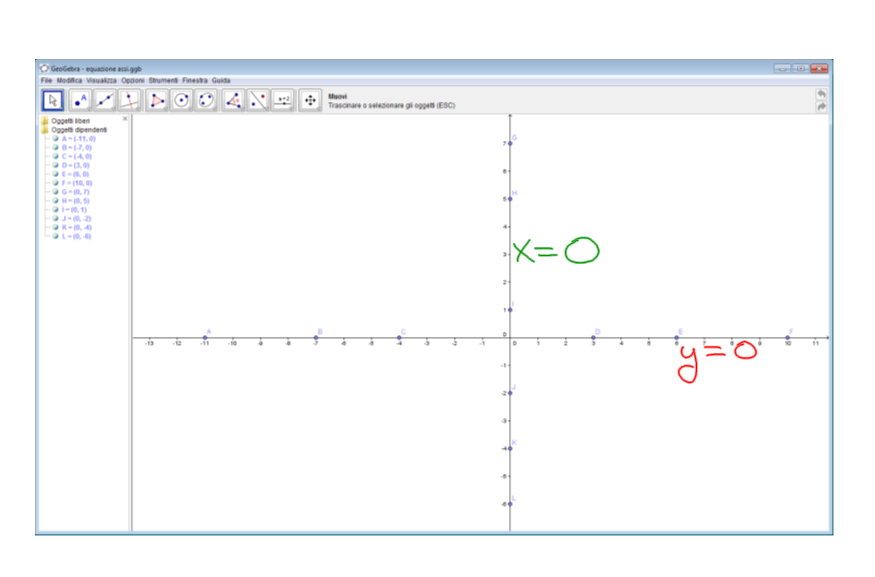 GeoGebra - equazione assi.ggb
File Modifica Visualizza Opzioni Strumenti Finestra Guida
A
a=2
Muovi
Trascinare o selezionare gli oggetti (ESC)
Oggetti liberi
Oggetti dipendenti
A = (-11, 0)
B = (-7, 0)
C = (-4, 0)
D = (3, 0)
E = (6, 0)
F = (10, 0)
G = (0, 7)
H = (0, 5)
I = (0, 1)
J = (0, -2)
K = (0, -4)
L = (0, -6)
7 G
6
5 H
4
3
x=0
2
1 I
0
A B C D E F
-13 -12 -11 -10 -9 -8 -7 -6 -5 -4 -3 -2 -1 0 1 2 3 4 5 6 7 8 9 10 11
y=0
-1
-2 J
-3
-4 K
-5
-6 L